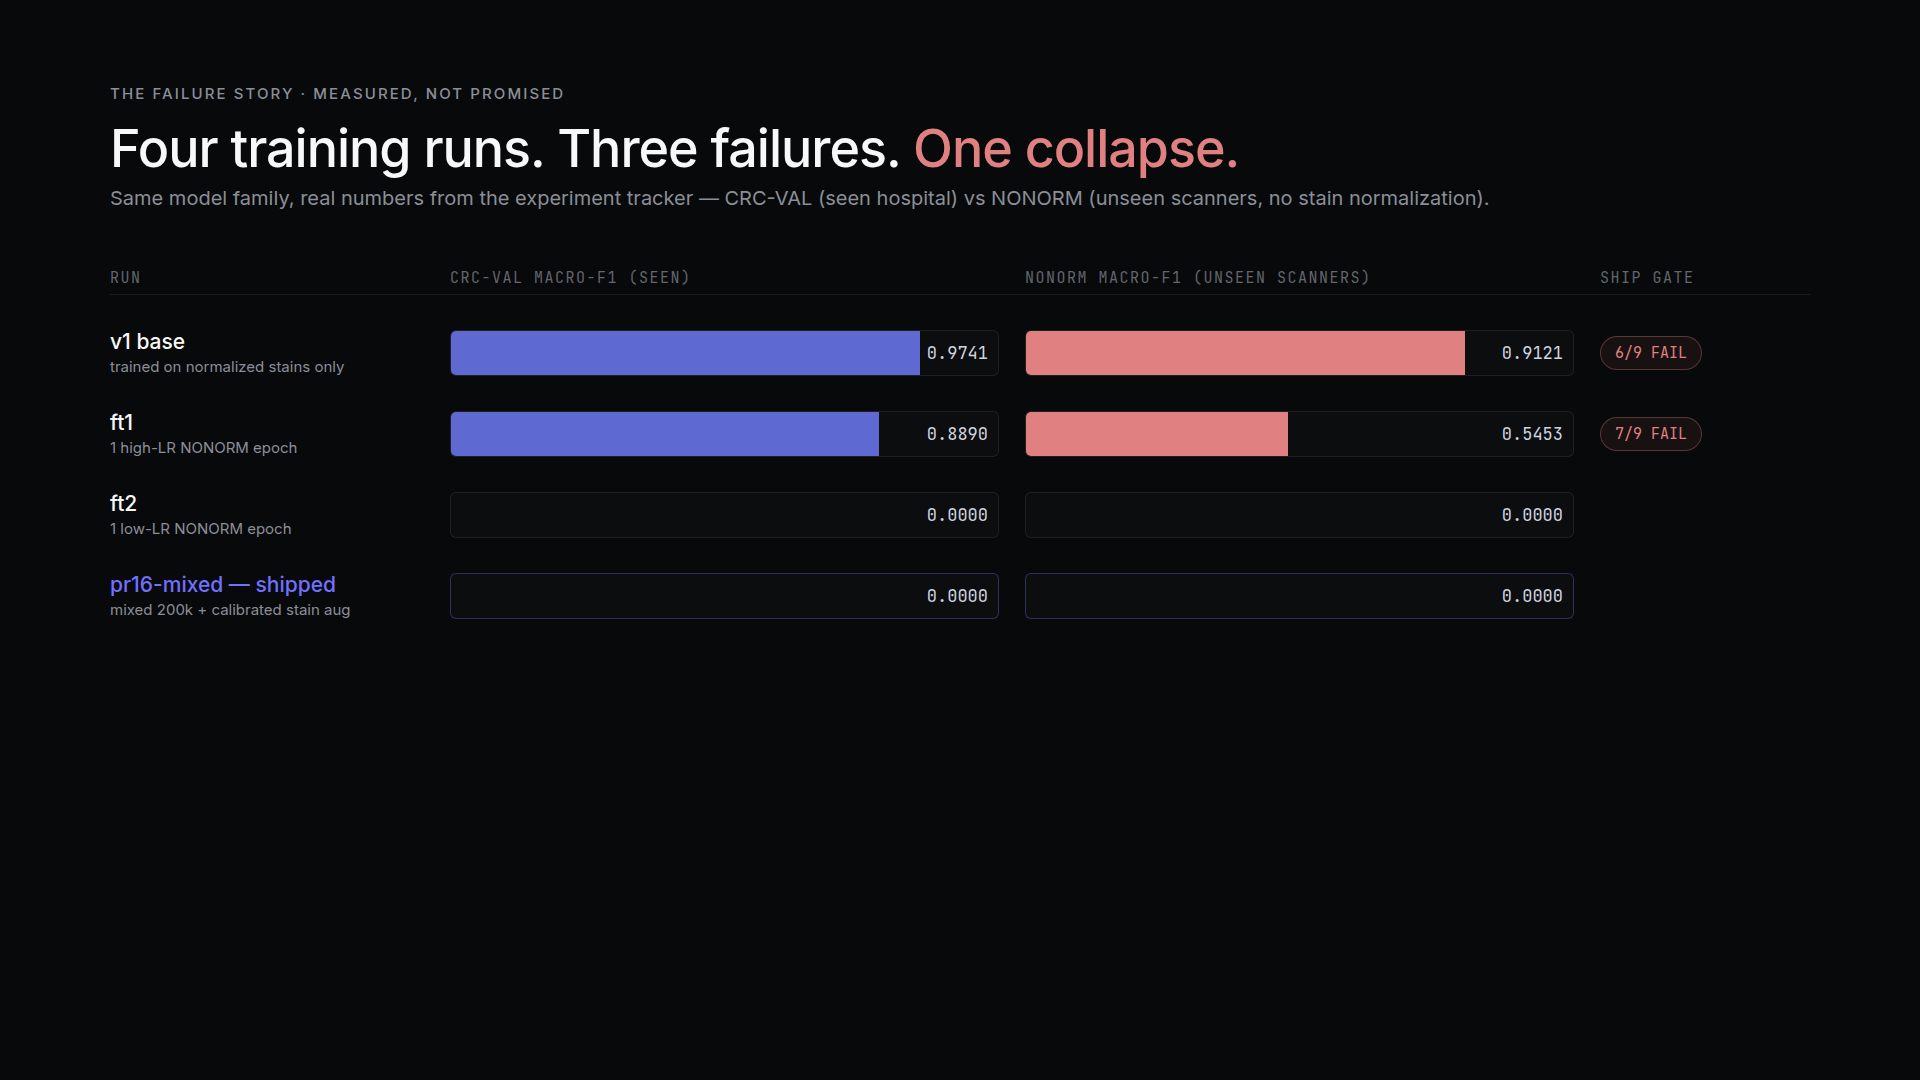 THE FAILURE STORY · MEASURED, NOT PROMISED
Four training runs. Three failures. One collapse.
Same model family, real numbers from the experiment tracker — CRC-VAL (seen hospital) vs NONORM (unseen scanners, no stain normalization).
RUN CRC-VAL MACRO-F1 (SEEN) NONORM MACRO-F1 (UNSEEN SCANNERS) SHIP GATE
v1 base
trained on normalized stains only
0.9741 0.9121 6/9 FAIL
ft1
1 high-LR NONORM epoch
0.8890 0.5453 7/9 FAIL
ft2
1 low-LR NONORM epoch
0.0000 0.0000
pr16-mixed — shipped
mixed 200k + calibrated stain aug
0.0000 0.0000